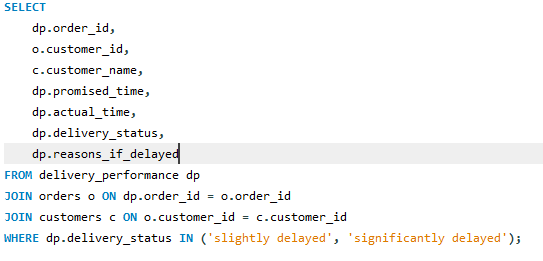 SELECT
dp.order_id,
o.customer_id,
c.customer_name,
dp.promised_time,
dp.actual_time,
dp.delivery_status,
dp.reasons_if_delayed
FROM delivery_performance dp
JOIN orders o ON dp.order_id = o.order_id
JOIN customers c ON o.customer_id = c.customer_id
WHERE dp.delivery_status IN ('slightly delayed', 'significantly delayed');